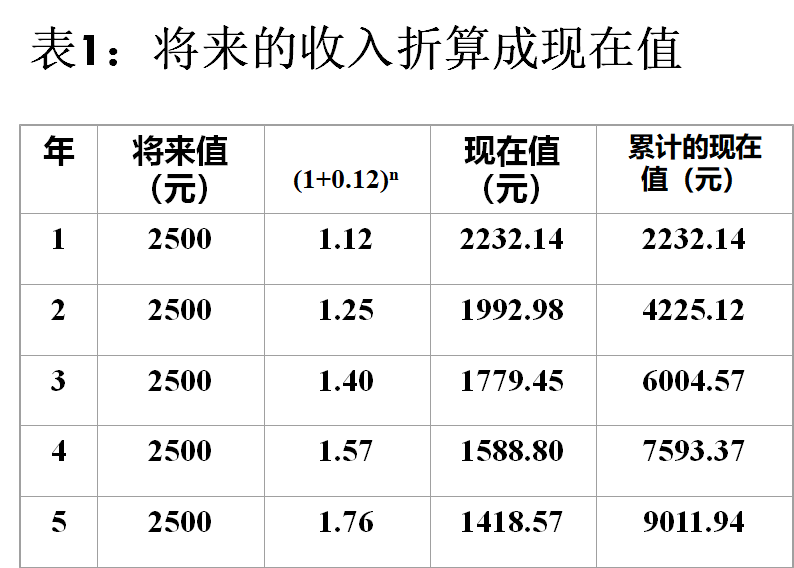 表1：将来的收入折算成现在值
年 将来值（元） (1+0.12)ⁿ 现在值（元） 累计的现在值（元）
1 2500 1.12 2232.14 2232.14
2 2500 1.25 1992.98 4225.12
3 2500 1.40 1779.45 6004.57
4 2500 1.57 1588.80 7593.37
5 2500 1.76 1418.57 9011.94